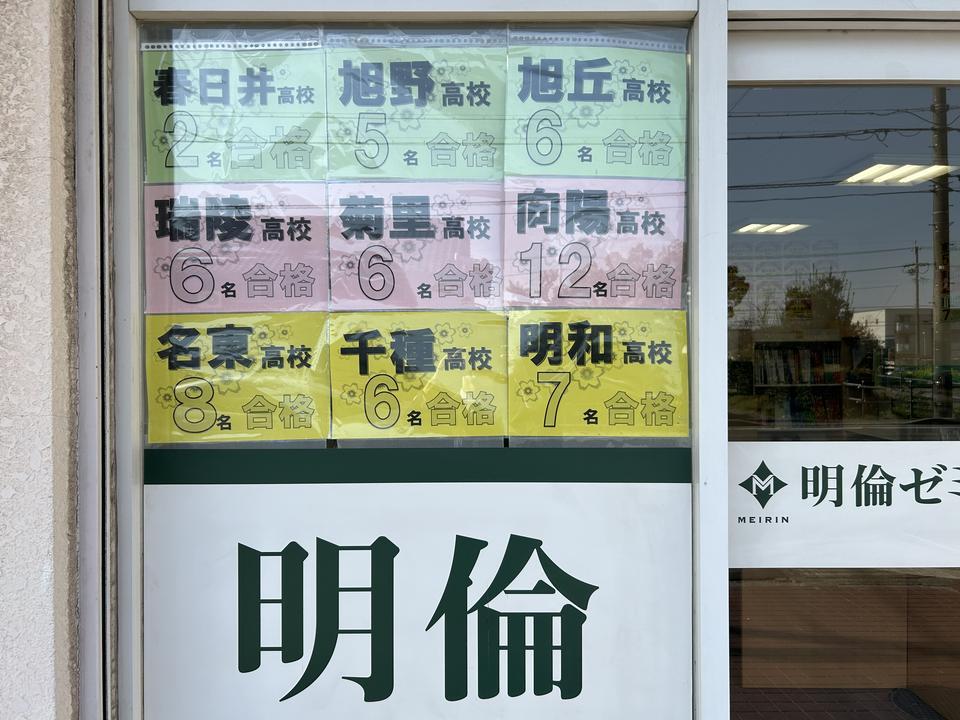 春日井高校
2名合格
旭野高校
5名合格
旭丘高校
6名合格
瑞陵高校
6名合格
菊里高校
6名合格
向陽高校
12名合格
名東高校
8名合格
千種高校
6名合格
明和高校
7名合格
明倫
明倫ゼミ
MEIRIN